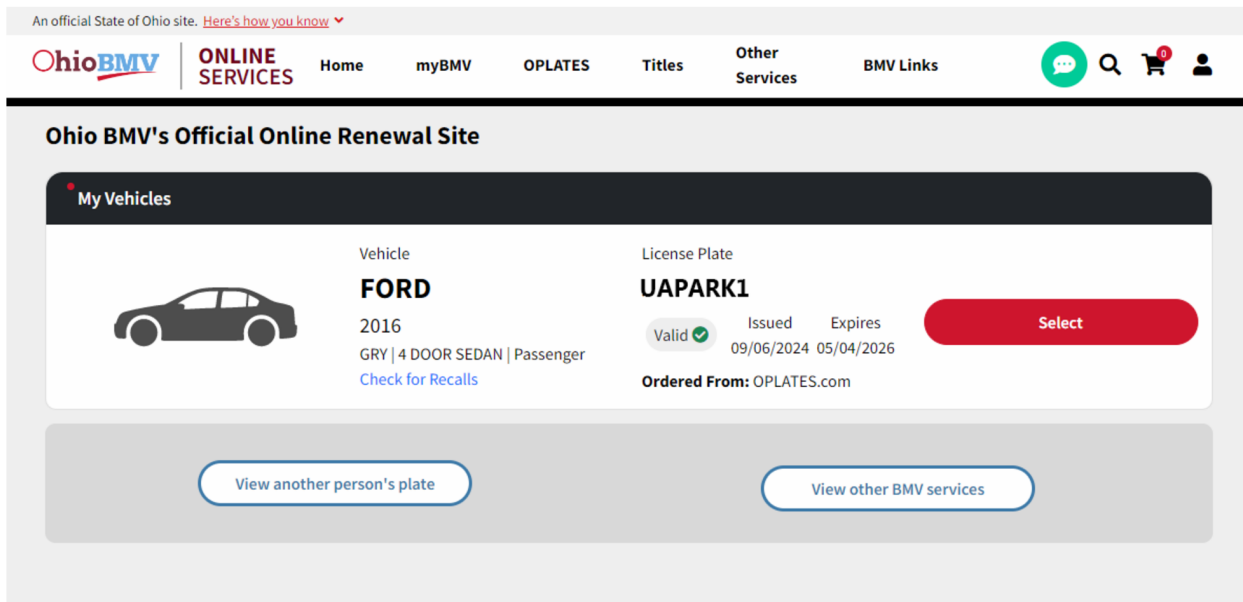 An official State of Ohio site. Here's how you know
OhioBMV
ONLINE
SERVICES
Home
myBMV
OPLATES
Titles
Other
Services
BMV Links
0
Ohio BMV's Official Online Renewal Site
My Vehicles
Vehicle
FORD
2016
GRY | 4 DOOR SEDAN | Passenger
Check for Recalls
License Plate
UAPARK1
Valid
Issued
09/06/2024
Expires
05/04/2026
Ordered From: OPLATES.com
Select
View another person's plate
View other BMV services